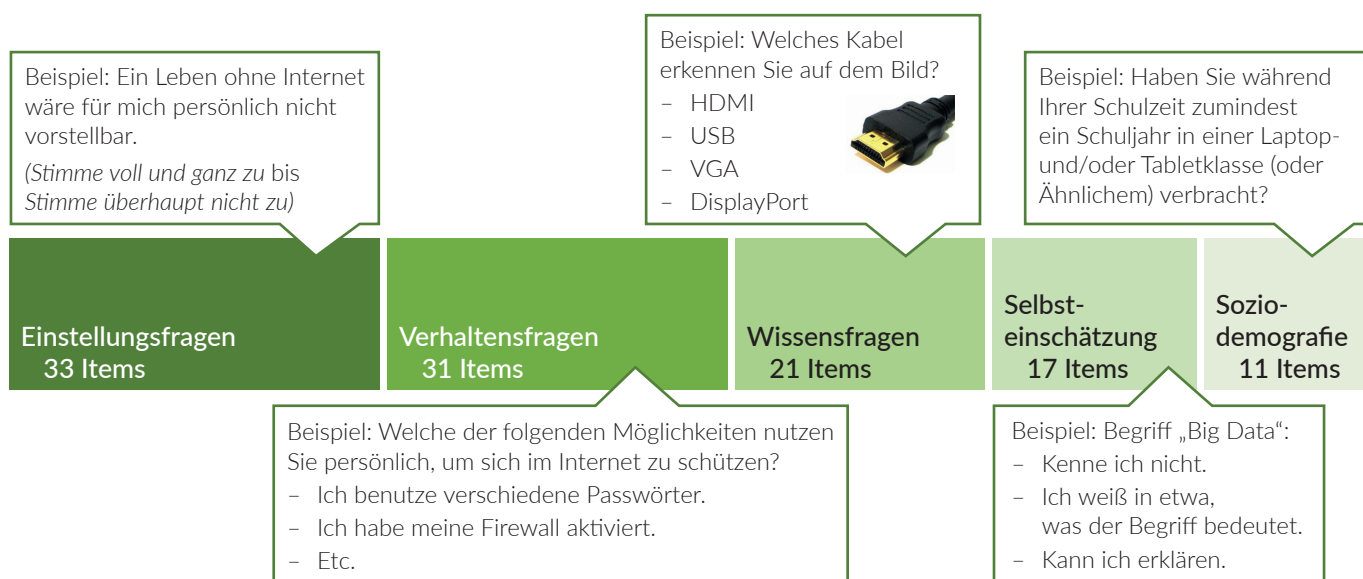 Beispiel: Ein Leben ohne Internet
wäre für mich persönlich nicht
vorstellbar.
(Stimme voll und ganz zu bis
Stimme überhaupt nicht zu)
Beispiel: Welches Kabel
erkennen Sie auf dem Bild?
– HDMI
– USB
– VGA
– DisplayPort
Beispiel: Haben Sie während
Ihrer Schulzeit zumindest
ein Schuljahr in einer Laptop-
und/oder Tabletklasse (oder
Ähnlichem) verbracht?
Einstellungsfragen
33 Items
Verhaltensfragen
31 Items
Wissensfragen
21 Items
Selbst-
einschätzung
17 Items
Sozio-
demografie
11 Items
Beispiel: Welche der folgenden Möglichkeiten nutzen
Sie persönlich, um sich im Internet zu schützen?
– Ich benutze verschiedene Passwörter.
– Ich habe meine Firewall aktiviert.
– Etc.
Beispiel: Begriff „Big Data“:
– Kenne ich nicht.
– Ich weiß in etwa,
was der Begriff bedeutet.
– Kann ich erklären.